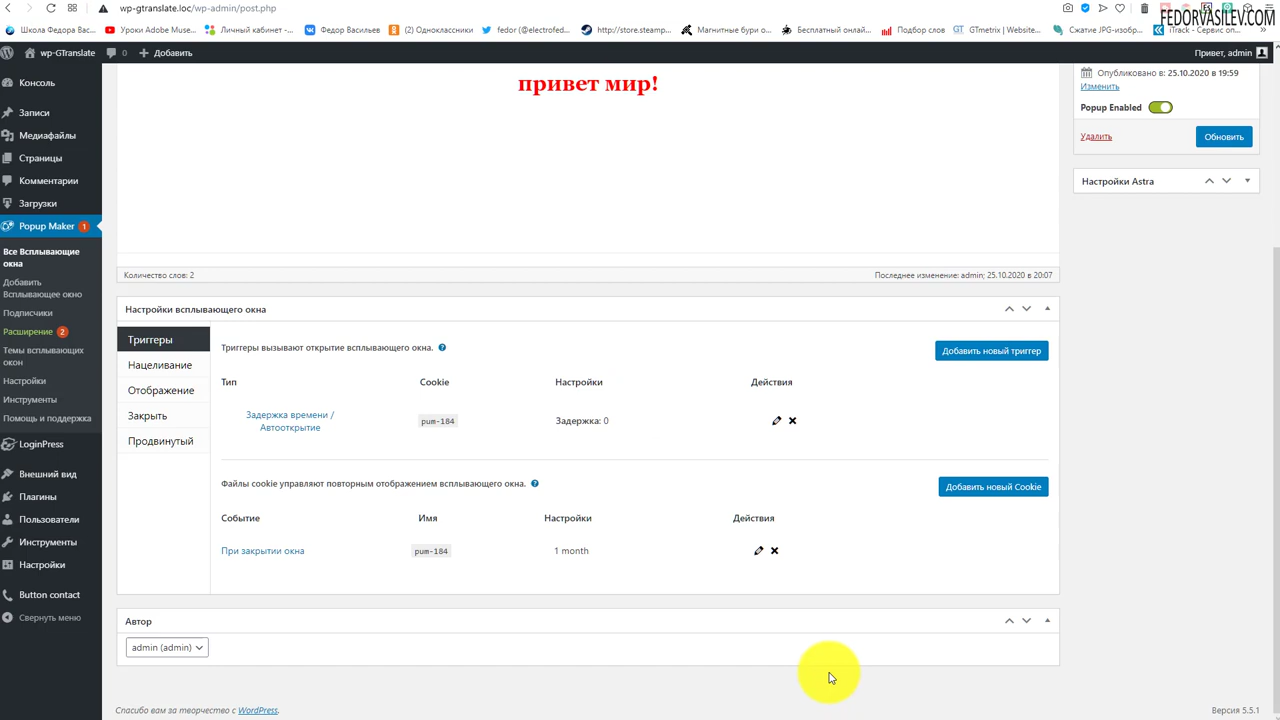 wp-gtranslate.loc/wp-admin/post.php
FEDORVASILEV.COM
Школа Федора Вас...
Уроки Adobe Muse...
Личный кабинет -...
Федор Васильев
(2) Одноклассники
fedor (@electrofed...
http://store.steamp...
Магнитные бури о...
Бесплатный онлай...
Подбор слов
GTmetrix | Website...
Сжатие JPG-изобр...
iTrack - Сервис оп...
wp-GTranslate
0
Добавить
Привет, admin
Консоль
Записи
Медиафайлы
Страницы
Комментарии
Загрузки
Popup Maker 1
Все Всплывающие
окна
Добавить
Всплывающее окно
Подписчики
Расширение 2
Темы всплывающих
окон
Настройки
Инструменты
Помощь и поддержка
LoginPress
Внешний вид
Плагины
Пользователи
Инструменты
Настройки
Button contact
Свернуть меню
привет мир!
Количество слов: 2
Последнее изменение: admin; 25.10.2020 в 20:07
Опубликовано в: 25.10.2020 в 19:59
Изменить
Popup Enabled
Удалить
Обновить
Настройки Astra
Настройки всплывающего окна
Триггеры
Нацеливание
Отображение
Закрыть
Продвинутый
Триггеры вызывают открытие всплывающего окна.
Добавить новый триггер
Тип
Cookie
Настройки
Действия
Задержка времени /
Автооткрытие
pum-184
Задержка: 0
Файлы cookie управляют повторным отображением всплывающего окна.
Добавить новый Cookie
Событие
Имя
Настройки
Действия
При закрытии окна
pum-184
1 month
Автор
admin (admin)
Спасибо вам за творчество с WordPress.
Версия 5.5.1